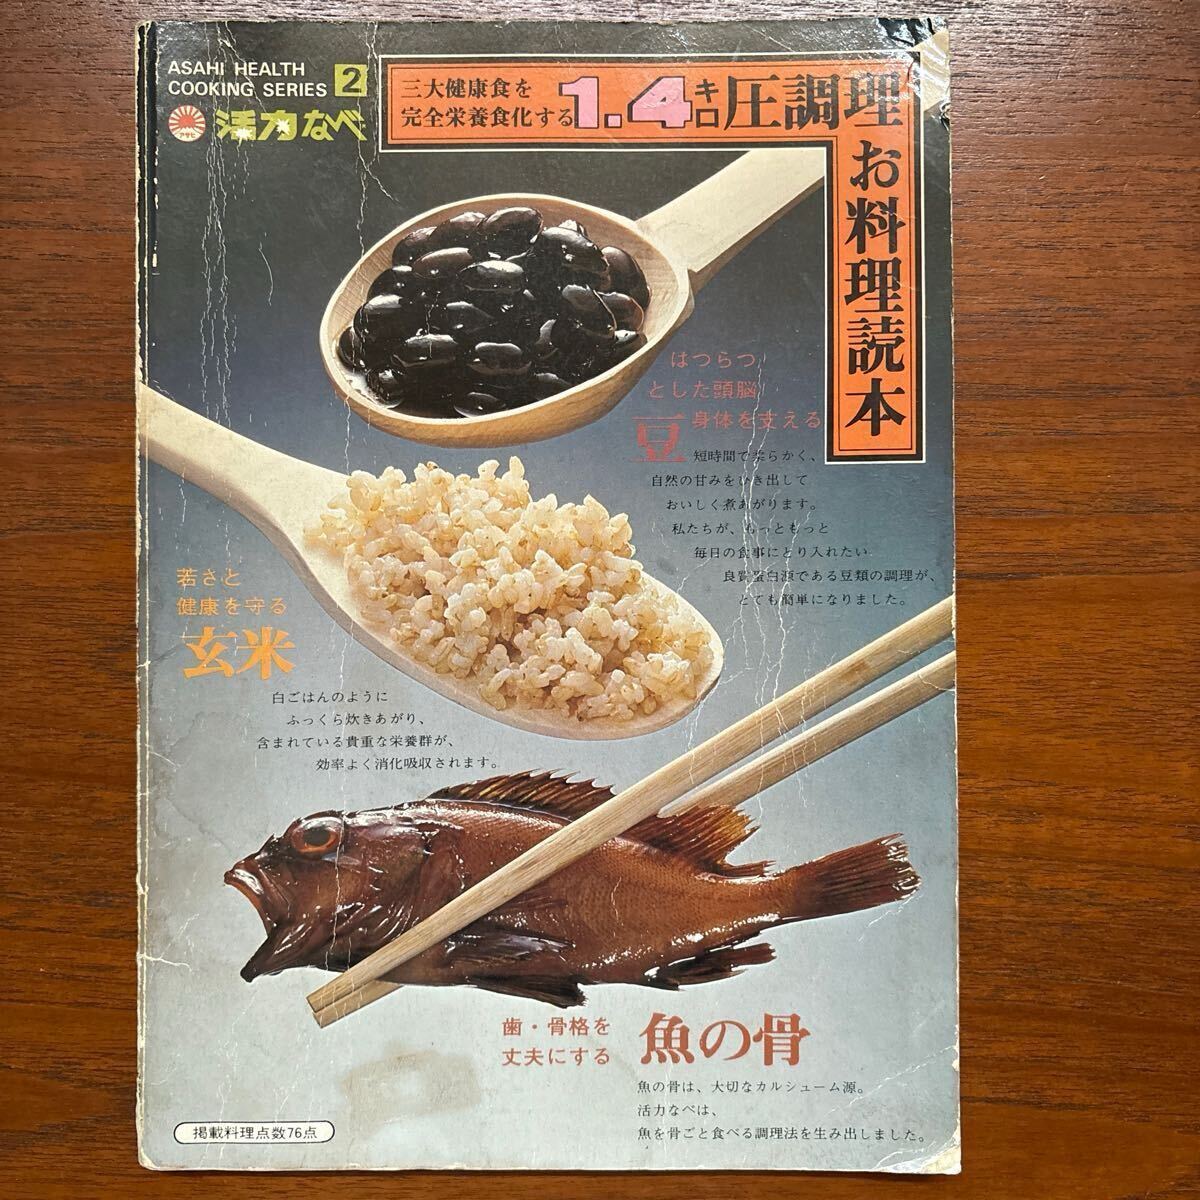 ASAHI HEALTH
COOKING SERIES 2
アサヒ
活力なべ
三大健康食を
完全栄養食化する
1.4キロ圧調理
お料理読本
はつらつ
とした頭脳
身体を支える
豆
短時間で柔らかく、
自然の甘みをひき出して
おいしく煮あがります。
私たちが、もっともっと
毎日の食事にとり入れたい
良質蛋白源である豆類の調理が、
とても簡単になりました。
若さと
健康を守る
玄米
白ごはんのように
ふっくら炊きあがり、
含まれている貴重な栄養群が、
効率よく消化吸収されます。
歯・骨格を
丈夫にする
魚の骨
魚の骨は、大切なカルシューム源。
活力なべは、
魚を骨ごと食べる調理法を生み出しました。
掲載料理点数76点